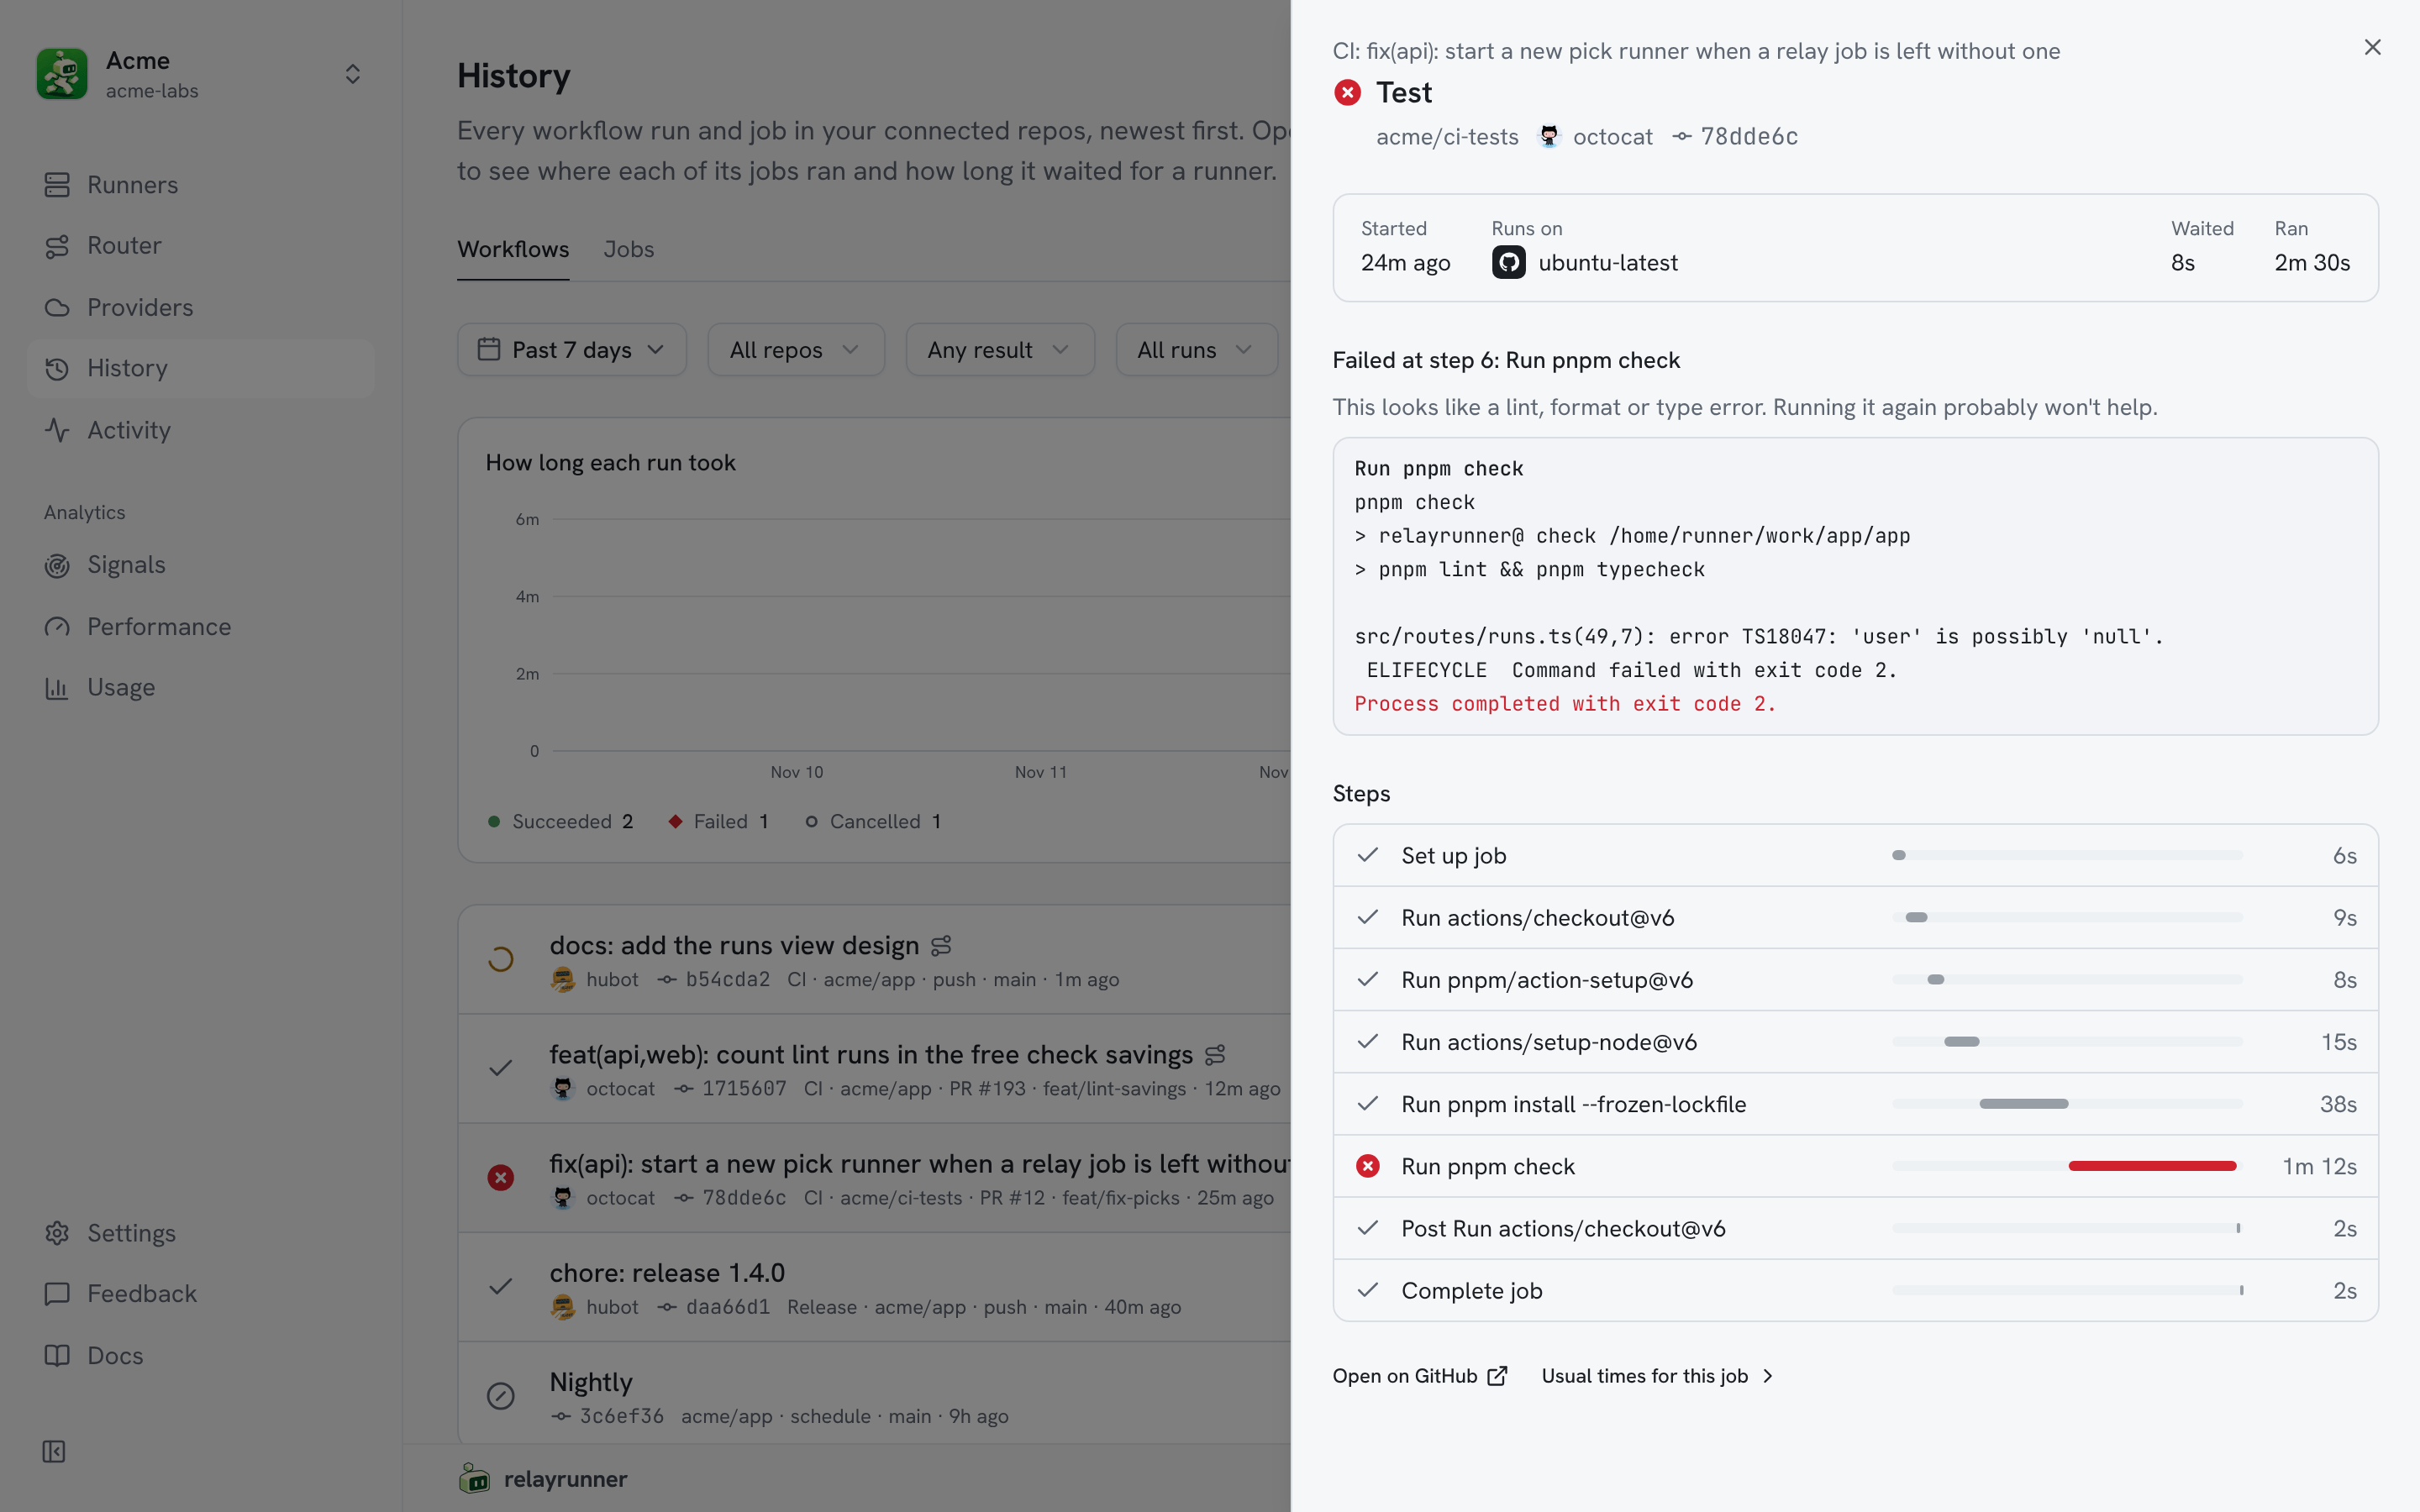 Acme
acme-labs
Runners
Router
Providers
History
Activity
Analytics
Signals
Performance
Usage
Settings
Feedback
Docs
History
Every workflow run and job in your connected repos, newest first.
to see where each of its jobs ran and how long it waited for a runner.
Workflows Jobs
Past 7 days All repos Any result All runs
How long each run took
6m
4m
2m
0
Nov 10 Nov 11 Nov
Succeeded 2 Failed 1 Cancelled 1
docs: add the runs view design
hubot b54cda2 CI · acme/app · push · main · 1m ago
feat(api,web): count lint runs in the free check savings
octocat 1715607 CI · acme/app · PR #193 · feat/lint-savings · 12m ago
fix(api): start a new pick runner when a relay job is left
octocat 78dde6c CI · acme/ci-tests · PR #12 · feat/fix-picks · 25m ago
chore: release 1.4.0
hubot daa66d1 Release · acme/app · push · main · 40m ago
Nightly
3c6ef36 acme/app · schedule · main · 9h ago
relayrunner
CI: fix(api): start a new pick runner when a relay job is left without one
Test
acme/ci-tests octocat 78dde6c
Started Runs on Waited Ran
24m ago ubuntu-latest 8s 2m 30s
Failed at step 6: Run pnpm check
This looks like a lint, format or type error. Running it again probably won't help.
Run pnpm check
pnpm check
> relayrunner@ check /home/runner/work/app/app
> pnpm lint && pnpm typecheck
src/routes/runs.ts(49,7): error TS18047: 'user' is possibly 'null'.
ELIFECYCLE  Command failed with exit code 2.
Process completed with exit code 2.
Steps
Set up job 6s
Run actions/checkout@v6 9s
Run pnpm/action-setup@v6 8s
Run actions/setup-node@v6 15s
Run pnpm install --frozen-lockfile 38s
Run pnpm check 1m 12s
Post Run actions/checkout@v6 2s
Complete job 2s
Open on GitHub Usual times for this job